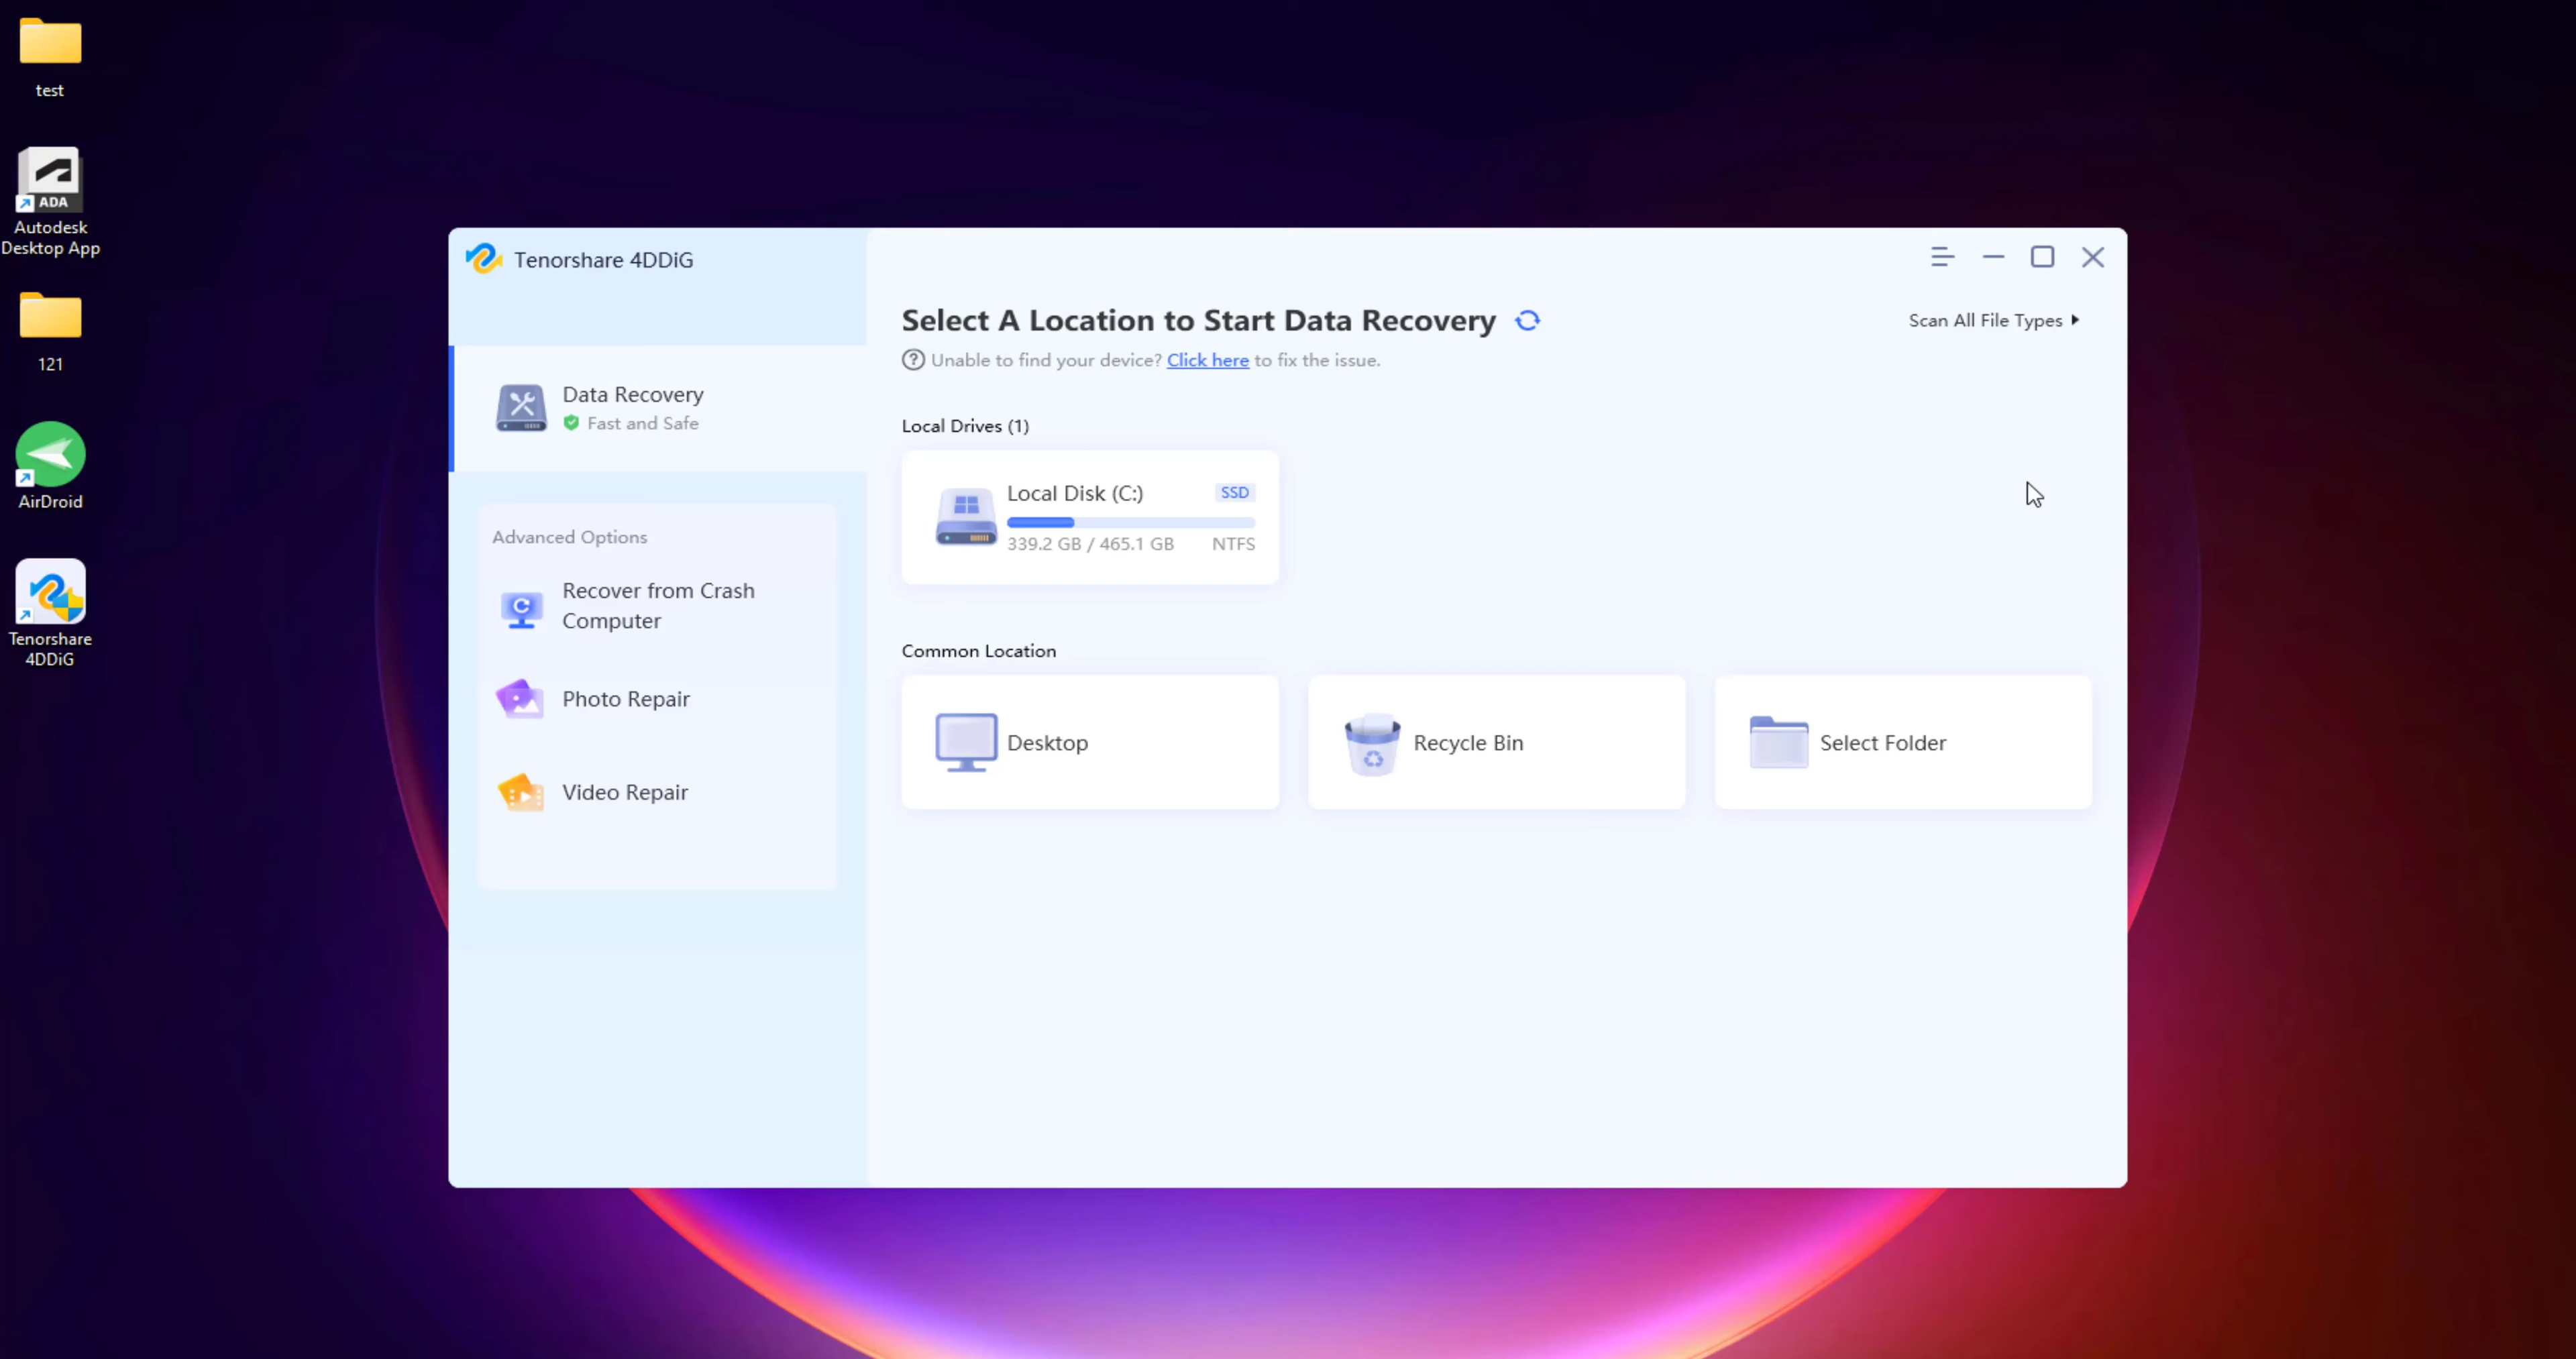 test
ADA
Autodesk
Desktop App
121
AirDroid
Tenorshare
4DDiG
Tenorshare 4DDiG
Data Recovery
Fast and Safe
Advanced Options
Recover from Crash
Computer
Photo Repair
Video Repair
Select A Location to Start Data Recovery
Scan All File Types
Unable to find your device? Click here to fix the issue.
Local Drives (1)
Local Disk (C:) SSD
339.2 GB / 465.1 GB NTFS
Common Location
Desktop
Recycle Bin
Select Folder